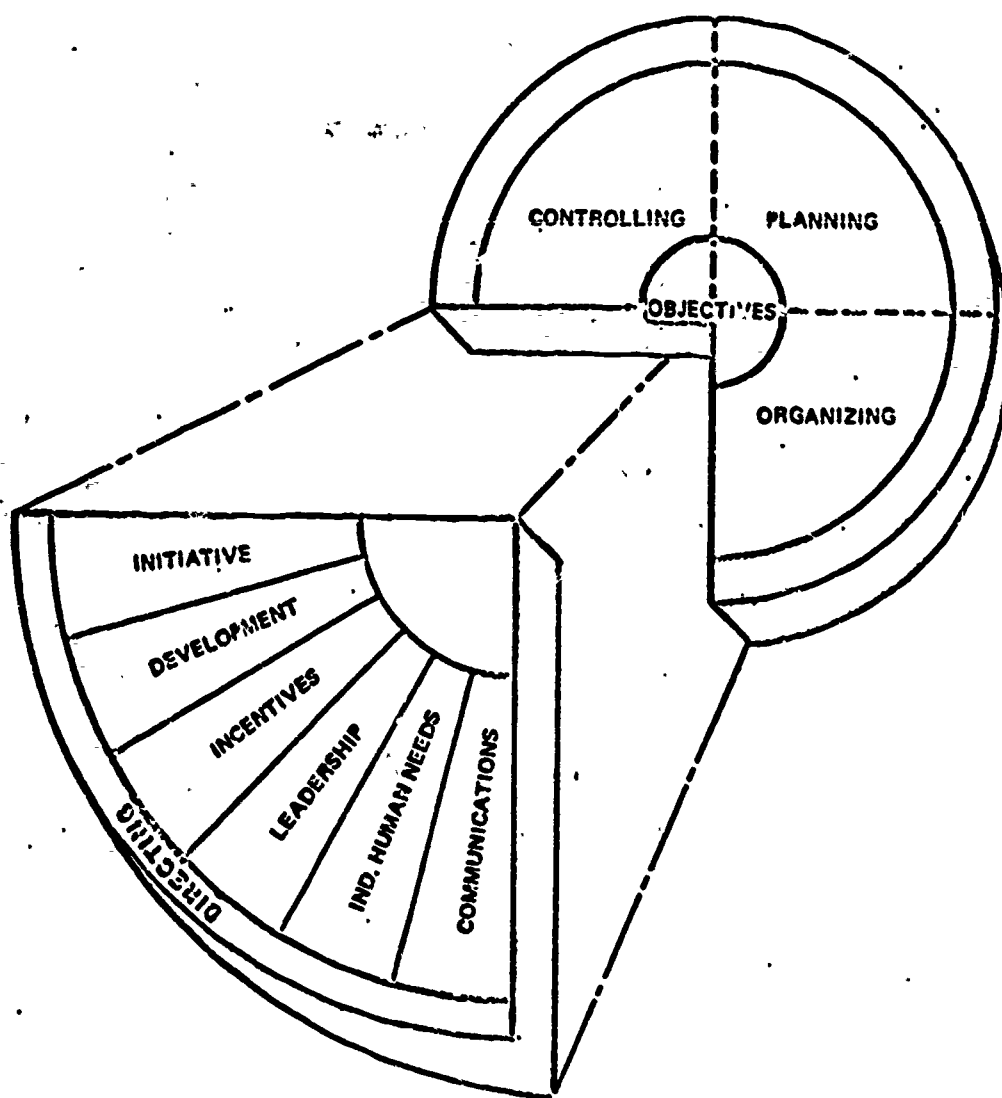 CONTROLLING
PLANNING
OBJECTIVES
ORGANIZING
INITIATIVE
DEVELOPMENT
INCENTIVES
LEADERSHIP
IND. HUMAN NEEDS
COMMUNICATIONS
DIRECTING